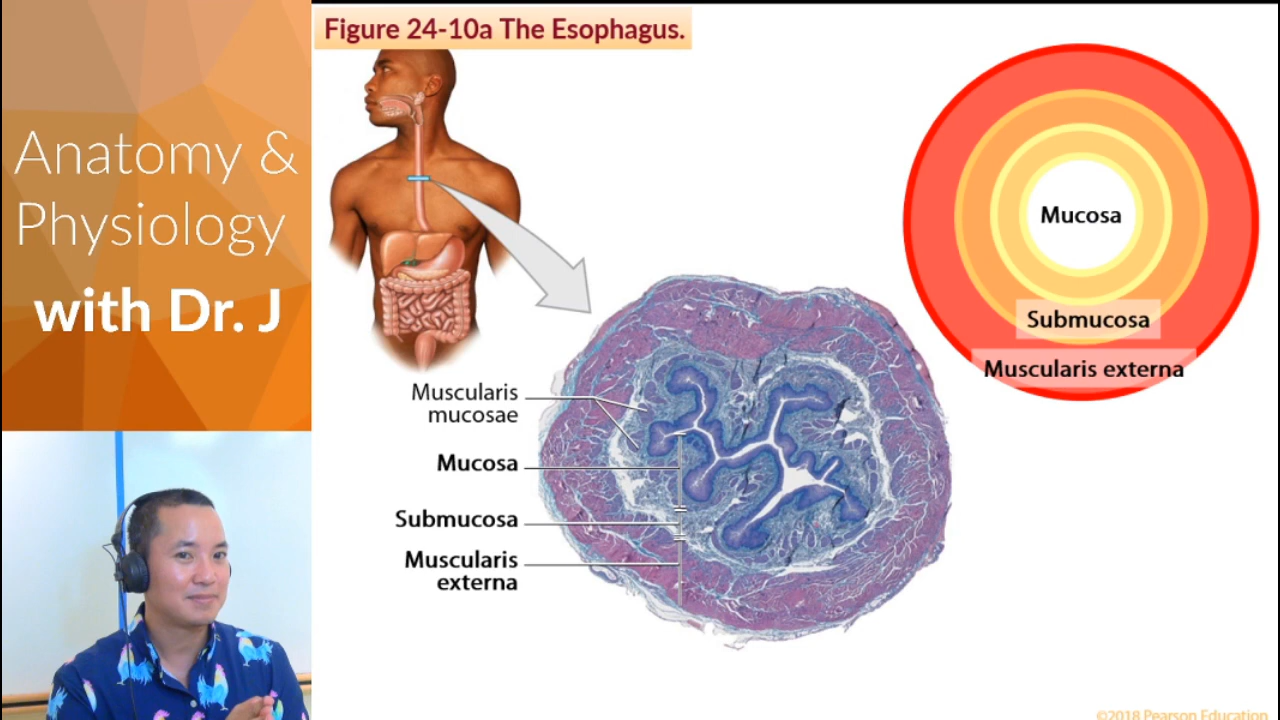 Anatomy &
Physiology
with Dr. J
Figure 24-10a The Esophagus.
Muscularis
mucosae
Mucosa
Submucosa
Muscularis
externa
Mucosa
Submucosa
Muscularis externa
©2018 Pearson Education